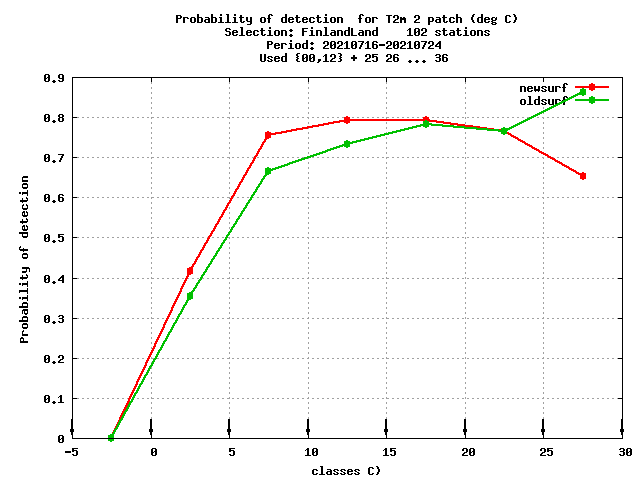 Probability of detection  for T2m 2 patch (deg C)
Selection: FinlandLand    102 stations
Period: 20210716-20210724
Used {00,12} + 25 26 ... 36
newsurf
oldsurf
Probability of detection
0.9
0.8
0.7
0.6
0.5
0.4
0.3
0.2
0.1
0
-5 0 5 10 15 20 25 30
classes C)